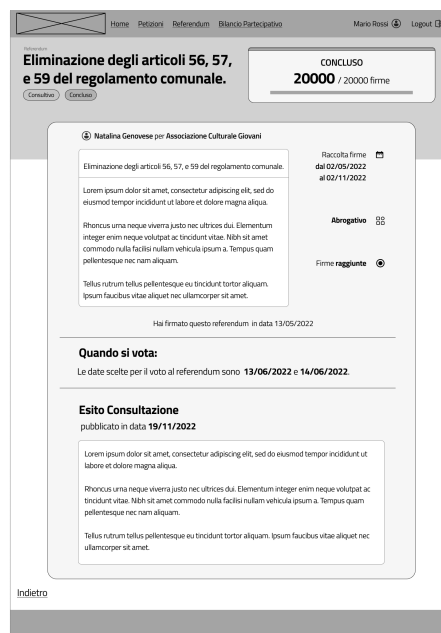 Home Petizioni Referendum Bilancio Partecipativo Mario Rossi Logout
Referendum
Eliminazione degli articoli 56, 57,
e 59 del regolamento comunale.
Consultivo Concluso
CONCLUSO
20000 / 20000 firme
Natalina Genovese per Associazione Culturale Giovani
Eliminazione degli articoli 56, 57, e 59 del regolamento comunale.
Lorem ipsum dolor sit amet, consectetur adipiscing elit, sed do
eiusmod tempor incididunt ut labore et dolore magna aliqua.
Rhoncus urna neque viverra justo nec ultrices dui. Elementum
integer enim neque volutpat ac tincidunt vitae. Nibh sit amet
commodo nulla facilisi nullam vehicula ipsum a. Tempus quam
pellentesque nec nam aliquam.
Tellus rutrum tellus pellentesque eu tincidunt tortor aliquam.
Ipsum faucibus vitae aliquet nec ullamcorper sit amet.
Raccolta firme
dal 02/05/2022
al 02/11/2022
Abrogativo
Firme raggiunte
Hai firmato questo referendum in data 13/05/2022
Quando si vota:
Le date scelte per il voto al referendum sono 13/06/2022 e 14/06/2022.
Esito Consultazione
pubblicato in data 19/11/2022
Lorem ipsum dolor sit amet, consectetur adipiscing elit, sed do eiusmod tempor incididunt ut
labore et dolore magna aliqua.
Rhoncus urna neque viverra justo nec ultrices dui. Elementum integer enim neque volutpat ac
tincidunt vitae. Nibh sit amet commodo nulla facilisi nullam vehicula ipsum a. Tempus quam
pellentesque nec nam aliquam.
Tellus rutrum tellus pellentesque eu tincidunt tortor aliquam. Ipsum faucibus vitae aliquet nec
ullamcorper sit amet.
Indietro